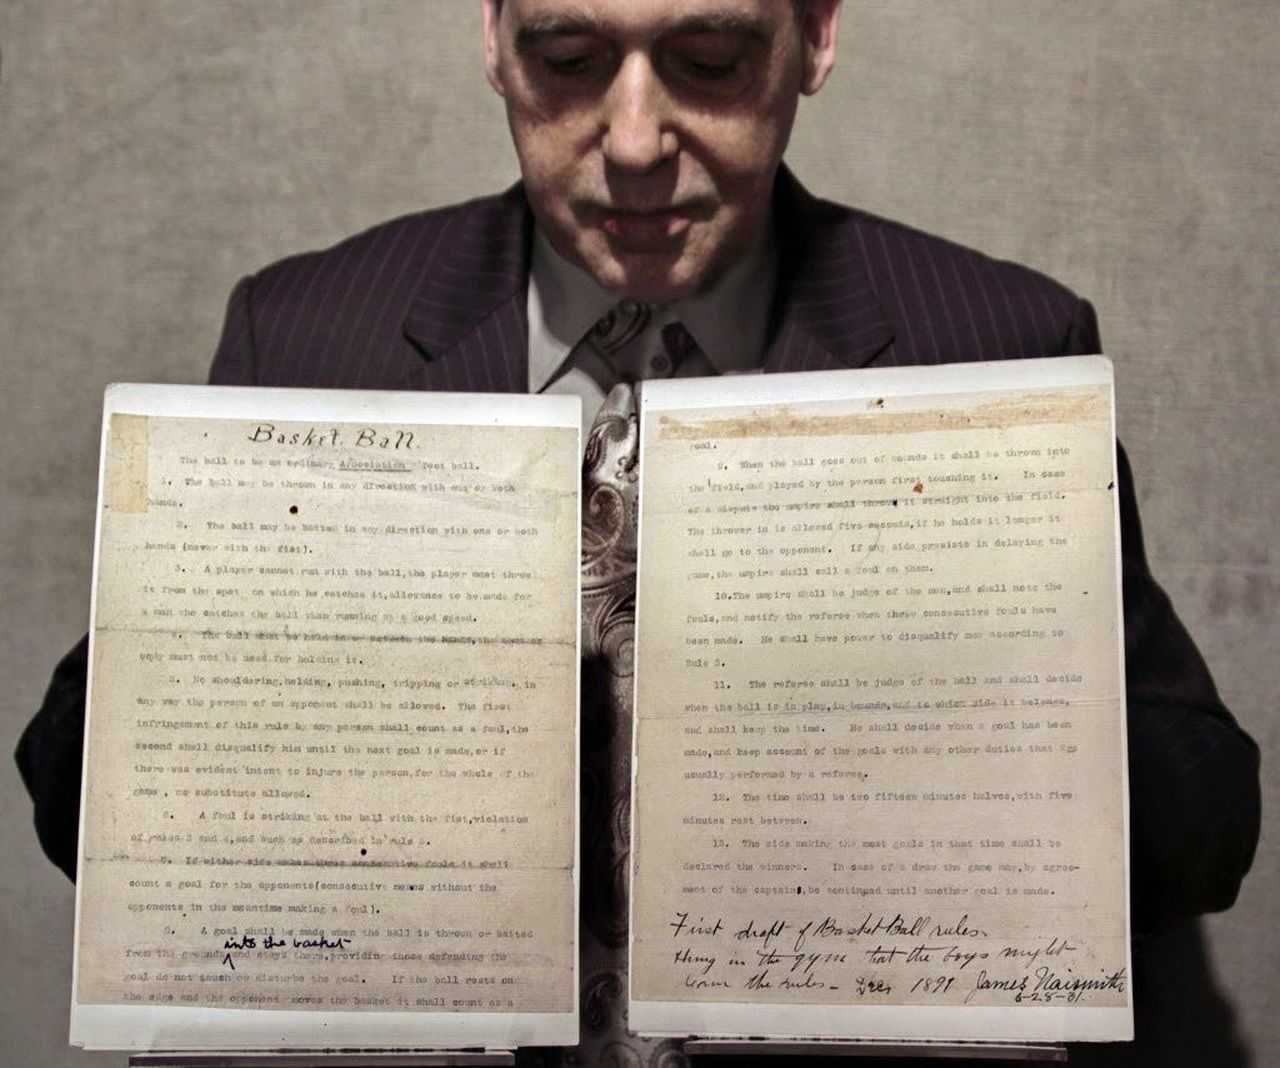 Basket Ball.
The ball to be an ordinary Association foot ball.
1. The ball may be thrown in any direction with one or both
hands.
2. The ball may be batted in any direction with one or both
hands (never with the fist).
3. A player cannot run with the ball, the player must throw
it from the spot on which he catches it, allowance to be made for
a man who catches the ball when running at a good speed.
4. The ball must be held in or between the hands, the arms or
body must not be used for holding it.
5. No shouldering, holding, pushing, tripping or striking, in
any way the person of an opponent shall be allowed. The first
infringement of this rule by any person shall count as a foul, the
second shall disqualify him until the next goal is made, or if
there was evident intent to injure the person, for the whole of the
game, no substitute allowed.
6. A foul is striking at the ball with the fist, violation
of rules 3 and 4, and such as described in rule 5.
7. If either side makes three consecutive fouls it shall
count a goal for the opponents (consecutive means without the
opponents in the meantime making a foul).
8. A goal shall be made when the ball is thrown or batted
into the basket
from the grounds and stays there, providing those defending the
goal do not touch or disturbe the goal. If the ball rests on
the edge and the opponent moves the basket it shall count as a
goal.
9. When the ball goes out of bounds it shall be thrown into
the field, and played by the person first touching it. In case
of a dispute the umpire shall throw it straight into the field.
The thrower in is allowed five seconds, if he holds it longer it
shall go to the opponent. If any side presists in delaying the
game, the umpire shall call a foul on them.
10. The umpire shall be judge of the men, and shall note the
fouls, and notify the referee when three consecutive fouls have
been made. He shall have power to disqualify men according to
Rule 5.
11. The referee shall be judge of the ball and shall decide
when the ball is in play, in bounds, and to which side it belongs,
and shall keep the time. He shall decide when a goal has been
made, and keep account of the goals with any other duties that are
usually performed by a referee.
12. The time shall be two fifteen minutes halves, with five
minutes rest between.
13. The side making the most goals in that time shall be
declared the winners. In case of a draw the game may, by agree-
ment of the captains, be continued until another goal is made.
First draft of Basket Ball rules.
Hung in the gym that the boys might
learn the rules - Dec. 1891 James Naismith
6-28-31.